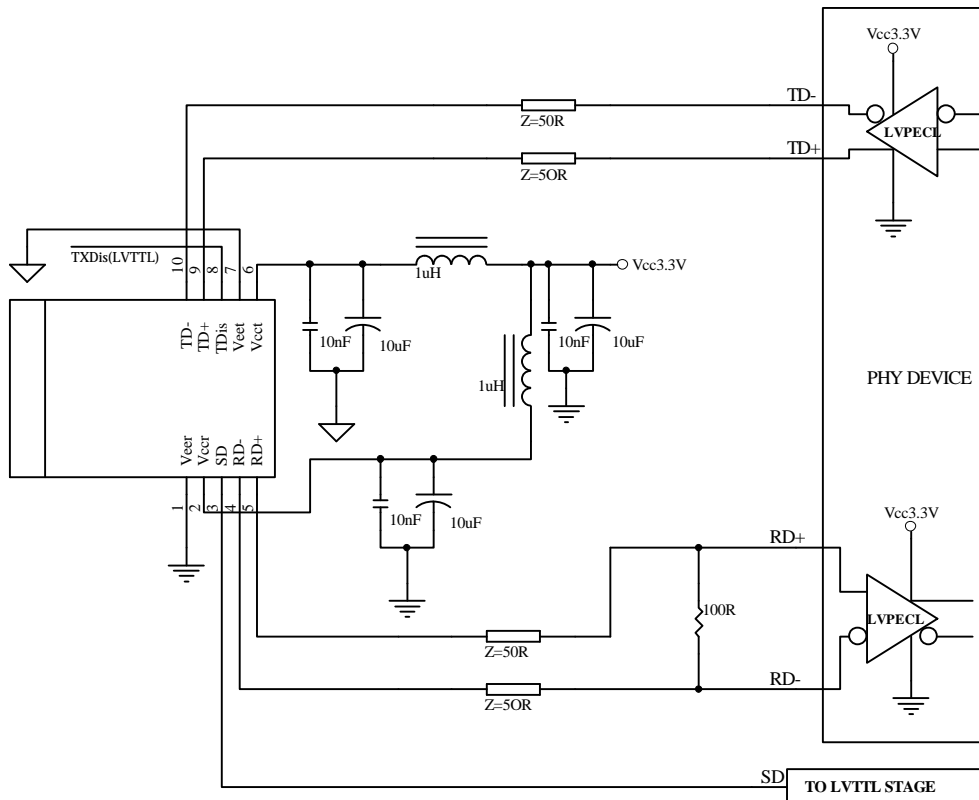 Vcc3.3V
TD-
Z=50R
LVPECL
TD+
Z=5OR
TXDis(LVTTL)
10
9
8
7
6
1uH
Vcc3.3V
TD-
TD+
TDis
Veet
Vcct
10nF
10uF
10nF
10uF
1uH
PHY DEVICE
Veer
Vccr
SD
RD-
RD+
1
2
3
4
5
10nF
10uF
Vcc3.3V
RD+
100R
LVPECL
Z=50R
RD-
Z=5OR
SD
TO LVTTL STAGE